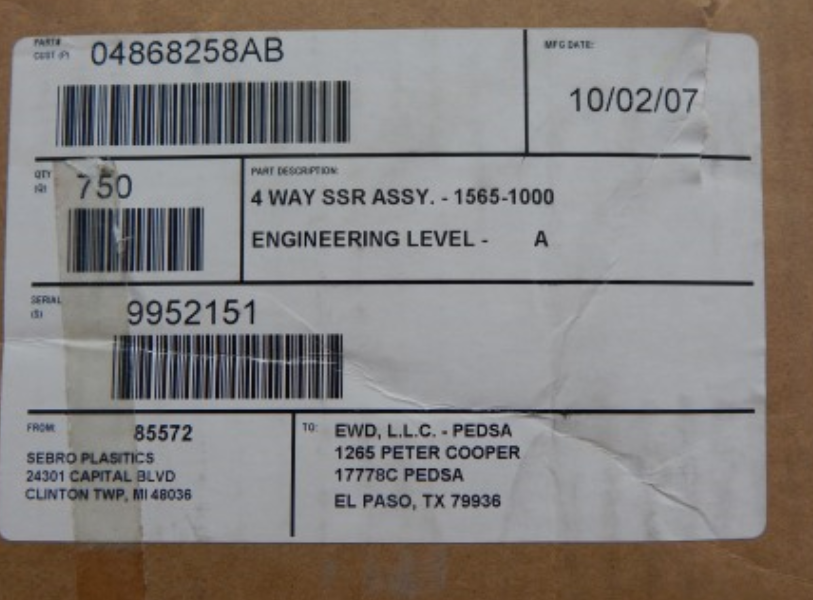 PART#
CUST (P) 04868258AB
MFG DATE:
10/02/07
QTY
(Q) 750
PART DESCRIPTION:
4 WAY SSR ASSY. - 1565-1000
ENGINEERING LEVEL - A
SERIAL
(S) 9952151
FROM: 85572
SEBRO PLASITICS
24301 CAPITAL BLVD
CLINTON TWP, MI 48036
TO: EWD, L.L.C. - PEDSA
1265 PETER COOPER
17778C PEDSA
EL PASO, TX 79936